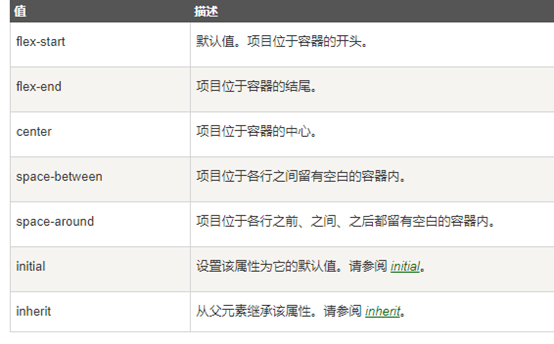 值 描述
flex-start 默认值。项目位于容器的开头。
flex-end 项目位于容器的结尾。
center 项目位于容器的中心。
space-between 项目位于各行之间留有空白的容器内。
space-around 项目位于各行之前、之间、之后都留有空白的容器内。
initial 设置该属性为它的默认值。请参阅 initial。
inherit 从父元素继承该属性。请参阅 inherit。